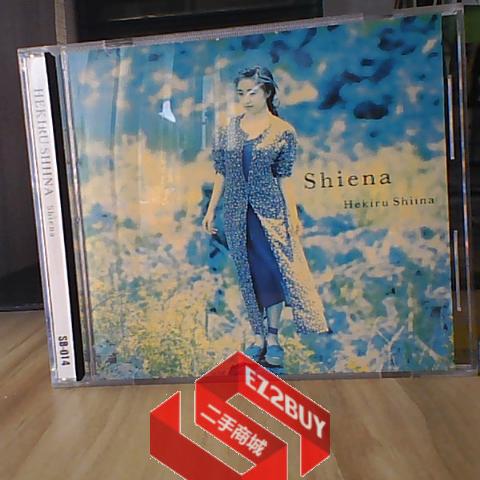 HEKIRU SHIINA Shiena
SB-014
Shiena
Hekiru Shiina
EZ2BUY
二手商城